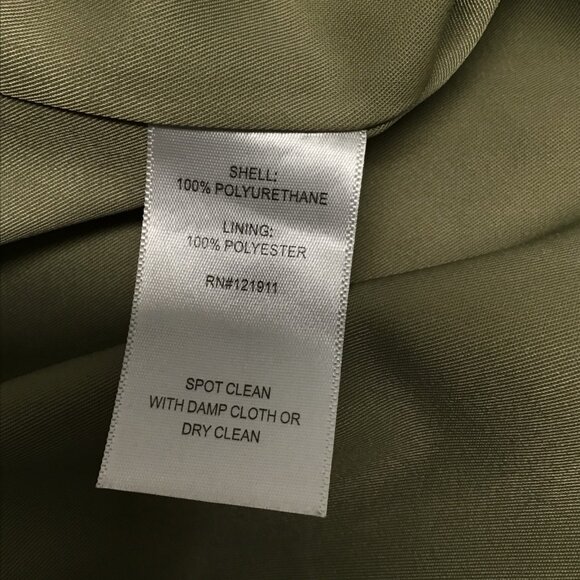 SHELL:
100% POLYURETHANE
LINING:
100% POLYESTER
RN#121911
SPOT CLEAN
WITH DAMP CLOTH OR
DRY CLEAN